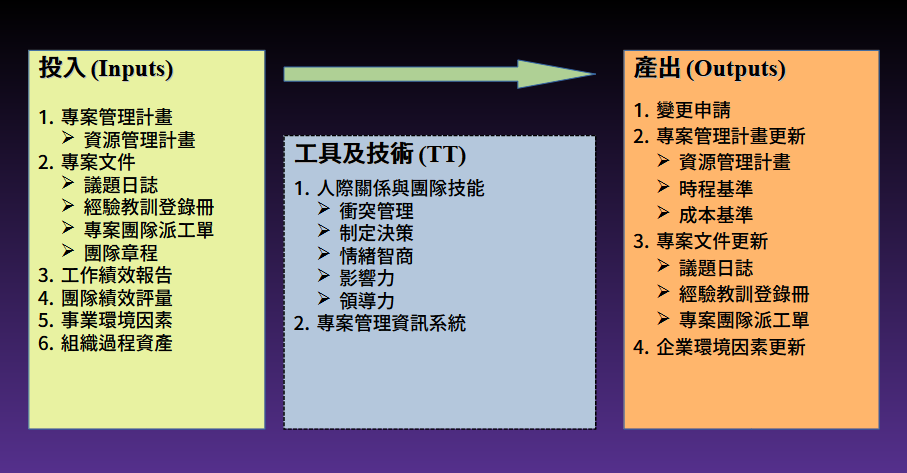 投入 (Inputs)
1. 專案管理計畫
➢ 資源管理計畫
2. 專案文件
➢ 議題日誌
➢ 經驗教訓登錄冊
➢ 專案團隊派工單
➢ 團隊章程
3. 工作績效報告
4. 團隊績效評量
5. 事業環境因素
6. 組織過程資產
工具及技術 (TT)
1. 人際關係與團隊技能
➢ 衝突管理
➢ 制定決策
➢ 情緒智商
➢ 影響力
➢ 領導力
2. 專案管理資訊系統
產出 (Outputs)
1. 變更申請
2. 專案管理計畫更新
➢ 資源管理計畫
➢ 時程基準
➢ 成本基準
3. 專案文件更新
➢ 議題日誌
➢ 經驗教訓登錄冊
➢ 專案團隊派工單
4. 企業環境因素更新